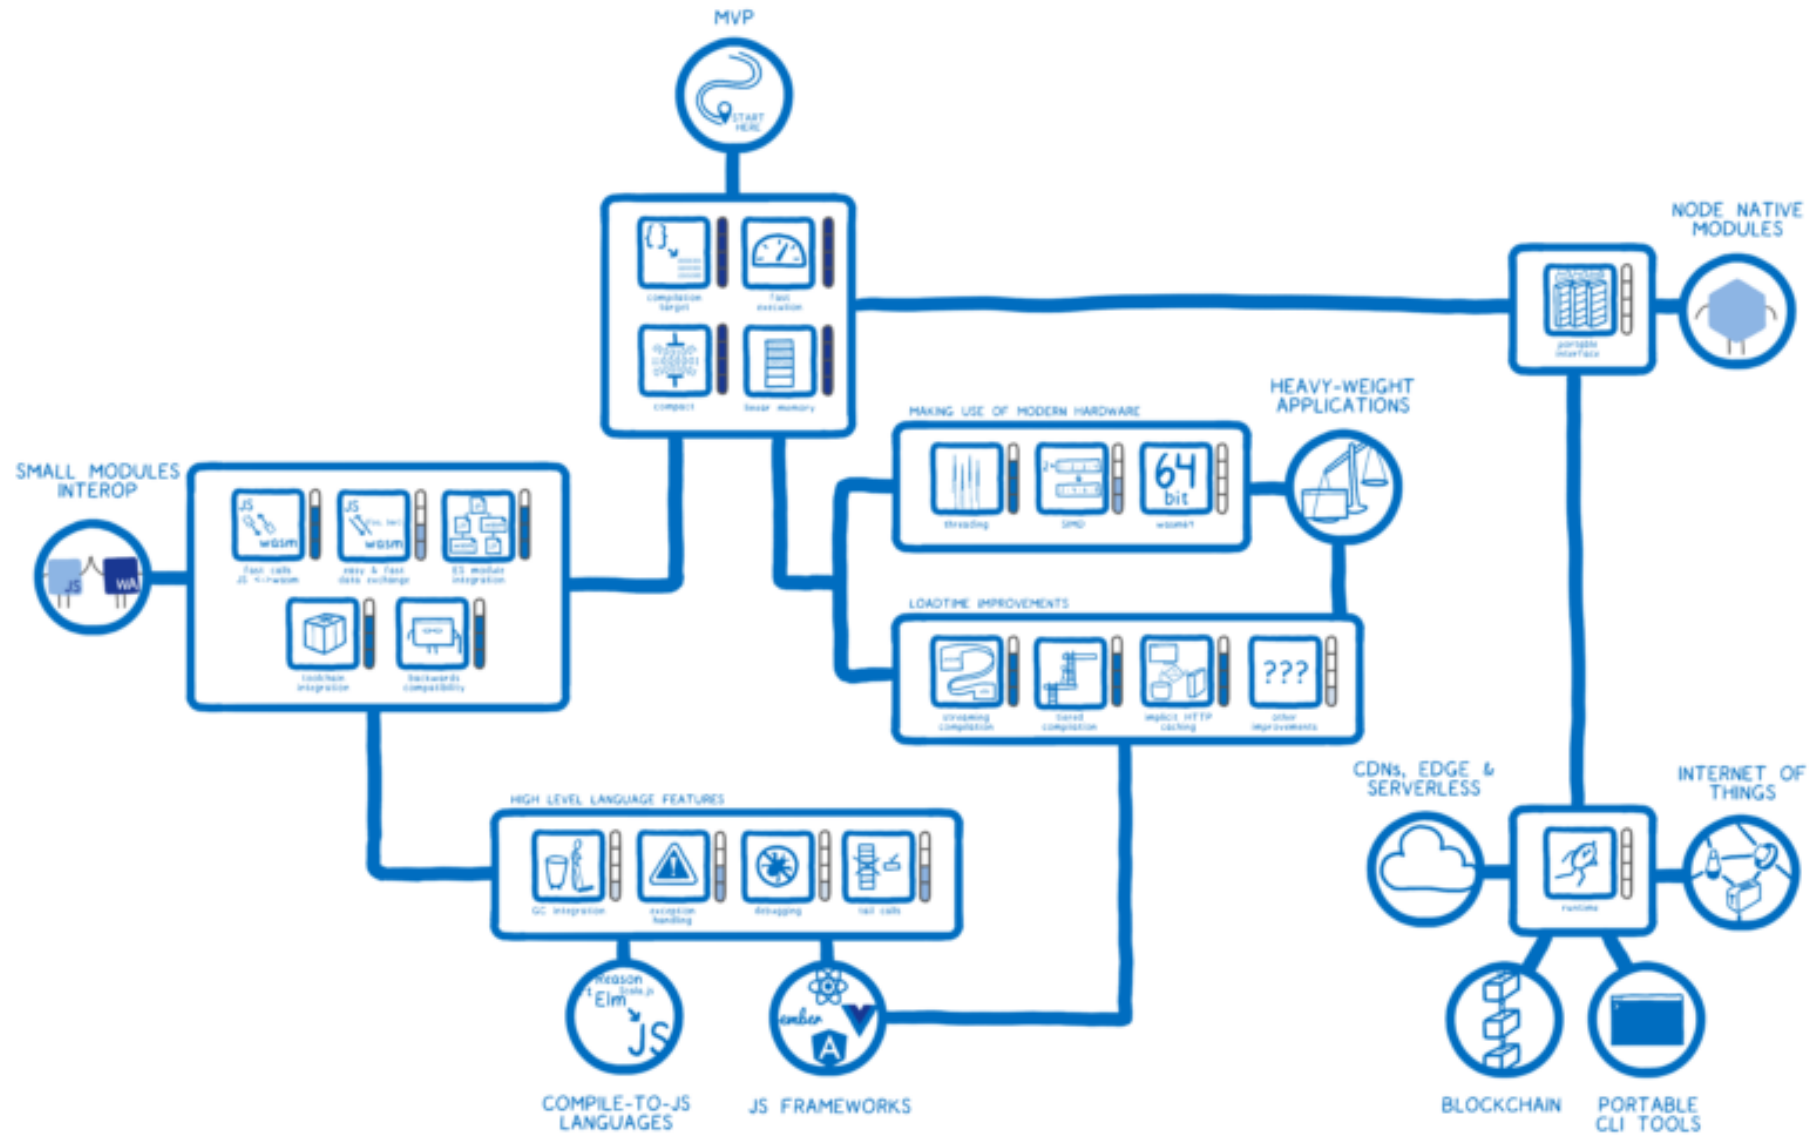 MVP
START
HERE
{}
compilation
target
fast
execution
compact
linear memory
NODE NATIVE
MODULES
portable
interface
HEAVY-WEIGHT
APPLICATIONS
MAKING USE OF MODERN HARDWARE
threading
SIMD
64
bit
wasm64
SMALL MODULES
INTEROP
JS
WA
JS
wasm
fast calls
JS <->wasm
JS
wasm
easy & fast
data exchange
ES module
integration
toolchain
integration
backwards
compatibility
LOADTIME IMPROVEMENTS
streaming
compilation
tiered
compilation
implicit HTTP
caching
???
other
improvements
HIGH LEVEL LANGUAGE FEATURES
GC integration
exception
handling
debugging
tail calls
CDNs, EDGE &
SERVERLESS
INTERNET OF
THINGS
runtime
Reason
Scala.js
Elm
JS
ember
A
COMPILE-TO-JS
LANGUAGES
JS FRAMEWORKS
BLOCKCHAIN
PORTABLE
CLI TOOLS